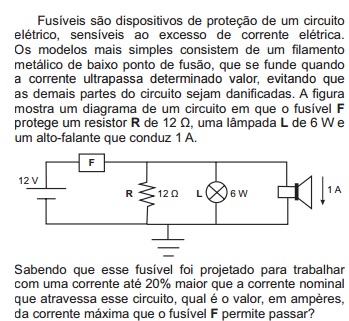 Fusíveis são dispositivos de proteção de um circuito
elétrico, sensíveis ao excesso de corrente elétrica.
Os modelos mais simples consistem de um filamento
metálico de baixo ponto de fusão, que se funde quando
a corrente ultrapassa determinado valor, evitando que
as demais partes do circuito sejam danificadas. A figura
mostra um diagrama de um circuito em que o fusível F
protege um resistor R de 12 Ω, uma lâmpada L de 6 W e
um alto-falante que conduz 1 A.
F
12 V
R 12 Ω L 6 W 1 A
Sabendo que esse fusível foi projetado para trabalhar
com uma corrente até 20% maior que a corrente nominal
que atravessa esse circuito, qual é o valor, em ampères,
da corrente máxima que o fusível F permite passar?